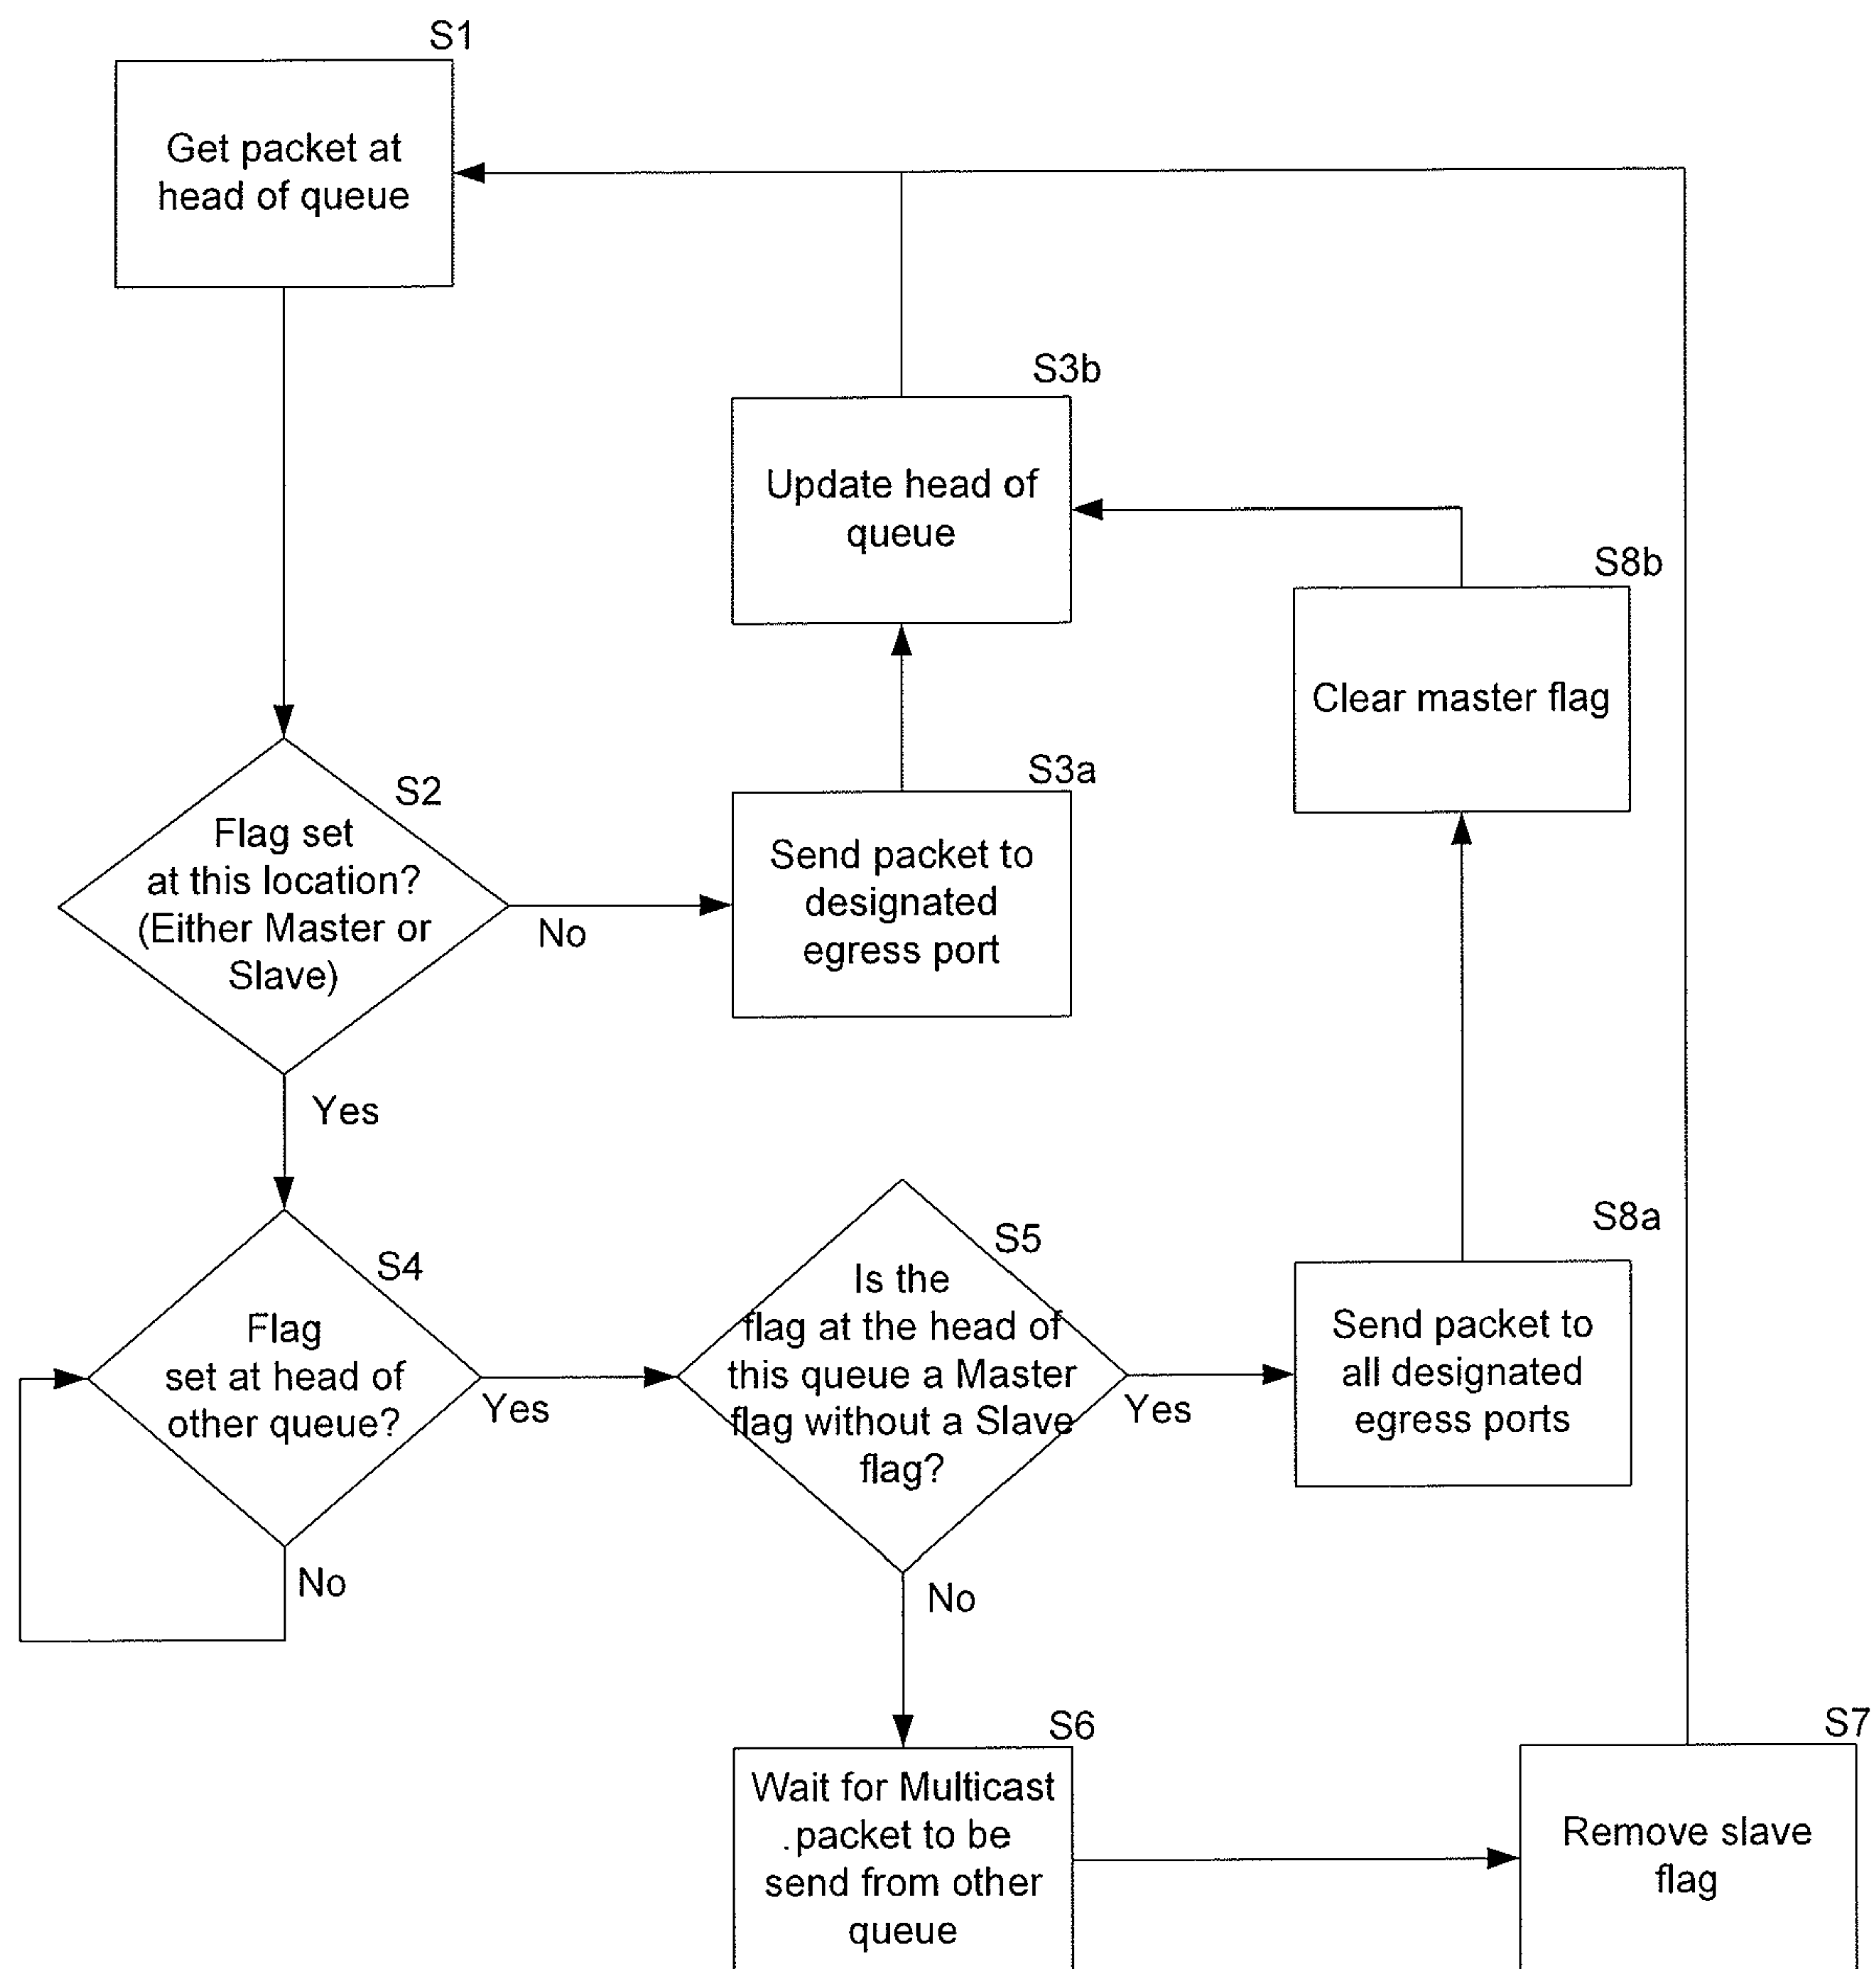 S1
Get packet at
head of queue
S3b
Update head of
queue
S8b
Clear master flag
S2
Flag set
at this location?
(Either Master or
Slave)
No
Yes
S3a
Send packet to
designated
egress port
S4
Flag
set at head of
other queue?
Yes
No
S5
Is the
flag at the head of
this queue a Master
flag without a Slave
flag?
Yes
No
S8a
Send packet to
all designated
egress ports
S6
Wait for Multicast
.packet to be
send from other
queue
S7
Remove slave
flag